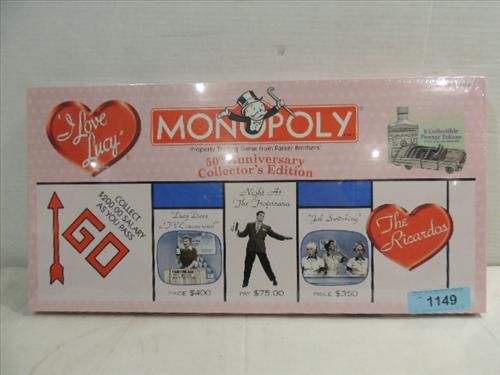 I Love
Lucy
MONOPOLY
Property Trading Game from Parker Brothers
50th Anniversary
Collector's Edition
8 Collectible
Pewter Tokens
COLLECT
$200.00 SALARY
AS YOU PASS
GO
"Lucy Does
a TV Commercial"
PRICE $400
Night At
The Tropicana
PAY $75.00
"Job Switching"
PRICE $350
The
Ricardos
1149